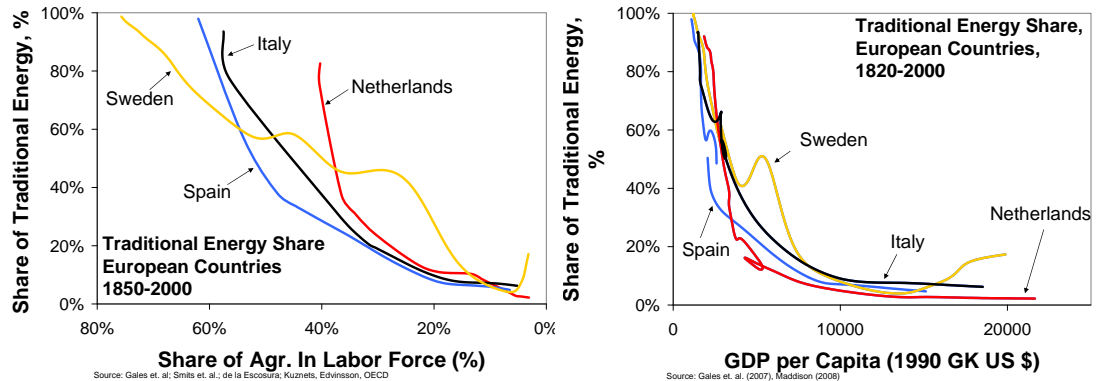 Share of Traditional Energy, %
100%
80%
60%
40%
20%
0%
80%
60%
40%
20%
0%
Italy
Netherlands
Sweden
Spain
Traditional Energy Share
European Countries
1850-2000
Share of Agr. In Labor Force (%)
Source: Gales et. al; Smits et. al.; de la Escosura; Kuznets, Edvinsson, OECD
Share of Traditional Energy,
%
100%
80%
60%
40%
20%
0%
0
10000
20000
Traditional Energy Share,
European Countries,
1820-2000
Sweden
Netherlands
Spain
Italy
GDP per Capita (1990 GK US $)
Source: Gales et. al. (2007), Maddison (2008)